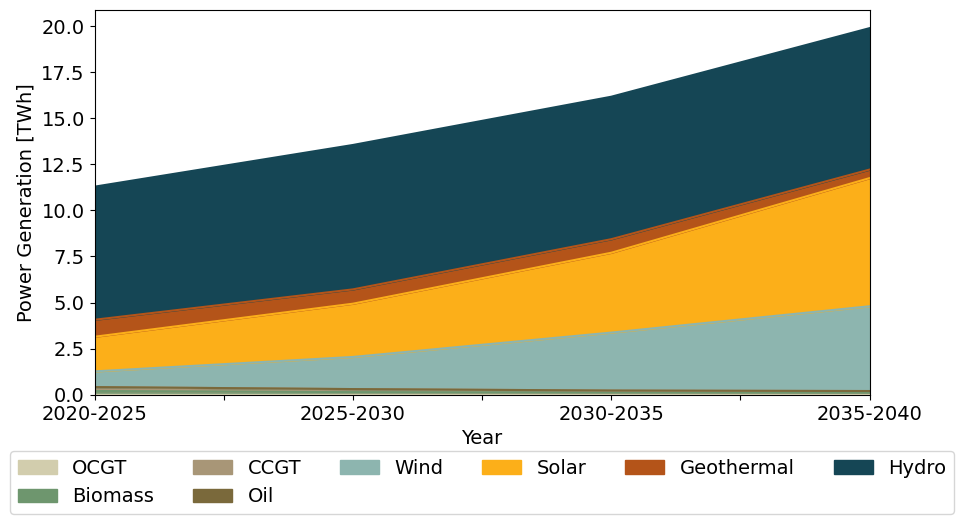 20.0
17.5
15.0
12.5
10.0
7.5
5.0
2.5
0.0
Power Generation [TWh]
2020-2025 2025-2030 2030-2035 2035-2040
Year
OCGT CCGT Wind Solar Geothermal Hydro
Biomass Oil